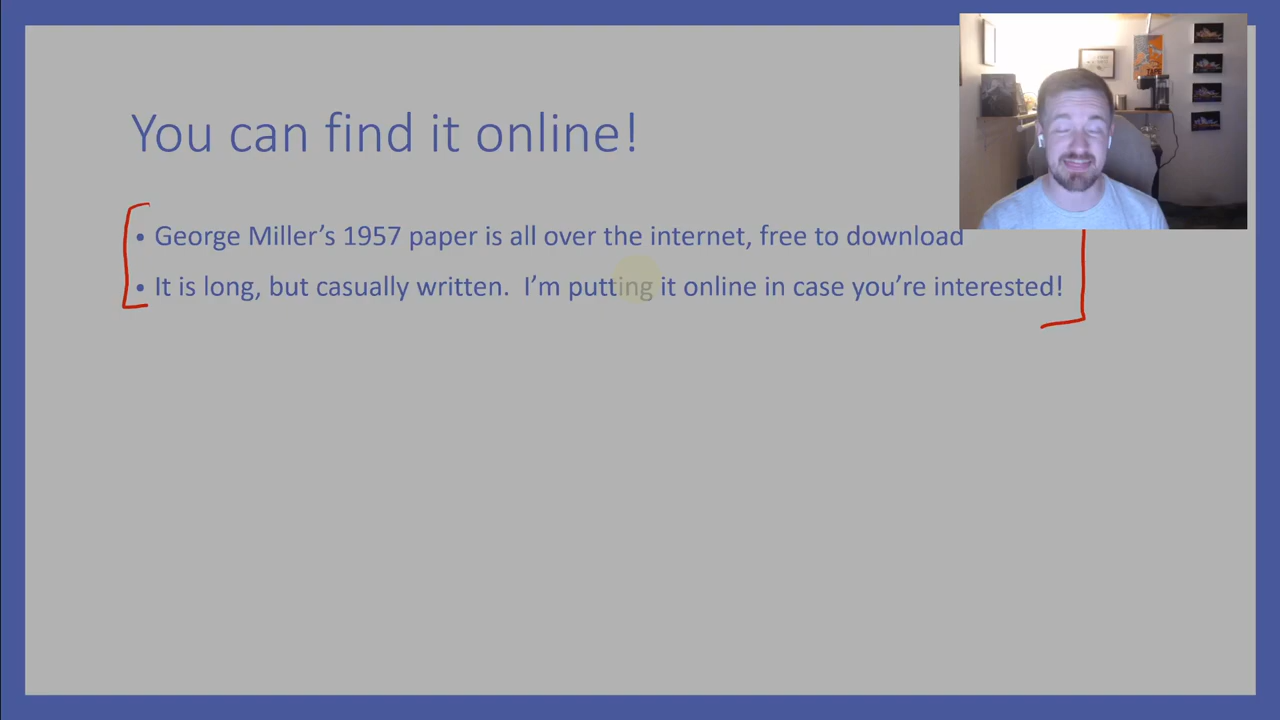 You can find it online!
• George Miller’s 1957 paper is all over the internet, free to download
• It is long, but casually written.  I’m putting it online in case you’re interested!